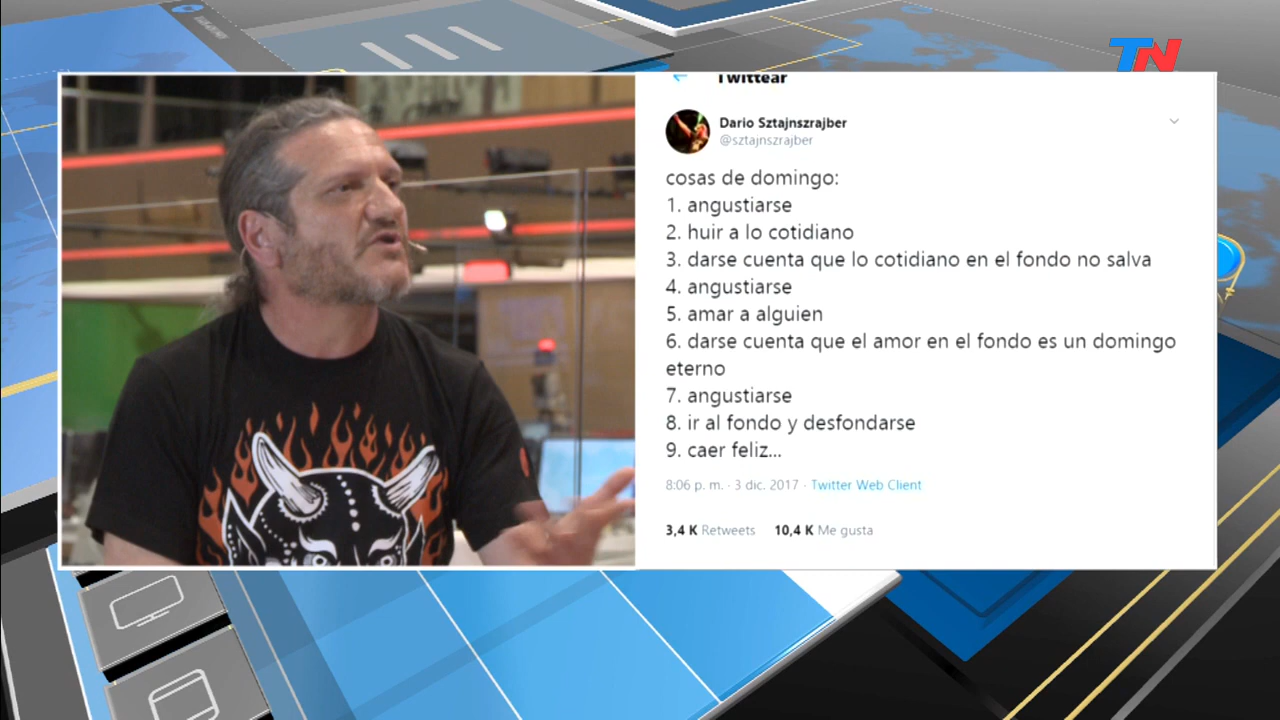 TN
Twittear
Dario Sztajnszrajber
@sztajnszrajber
cosas de domingo:
1. angustiarse
2. huir a lo cotidiano
3. darse cuenta que lo cotidiano en el fondo no salva
4. angustiarse
5. amar a alguien
6. darse cuenta que el amor en el fondo es un domingo
eterno
7. angustiarse
8. ir al fondo y desfondarse
9. caer feliz...
8:06 p. m. · 3 dic. 2017 · Twitter Web Client
3,4 K Retweets 10,4 K Me gusta